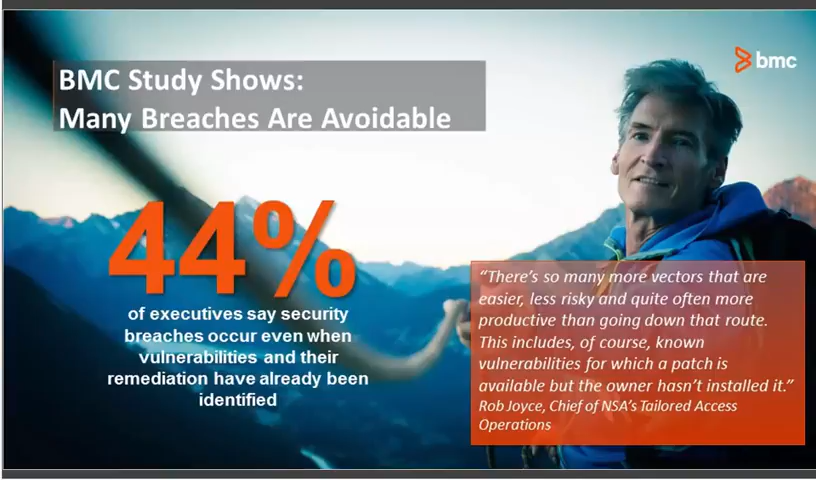 bmc
BMC Study Shows:
Many Breaches Are Avoidable
44%
of executives say security
breaches occur even when
vulnerabilities and their
remediation have already been
identified
“There’s so many more vectors that are
easier, less risky and quite often more
productive than going down that route.
This includes, of course, known
vulnerabilities for which a patch is
available but the owner hasn’t installed it.”
Rob Joyce, Chief of NSA’s Tailored Access
Operations